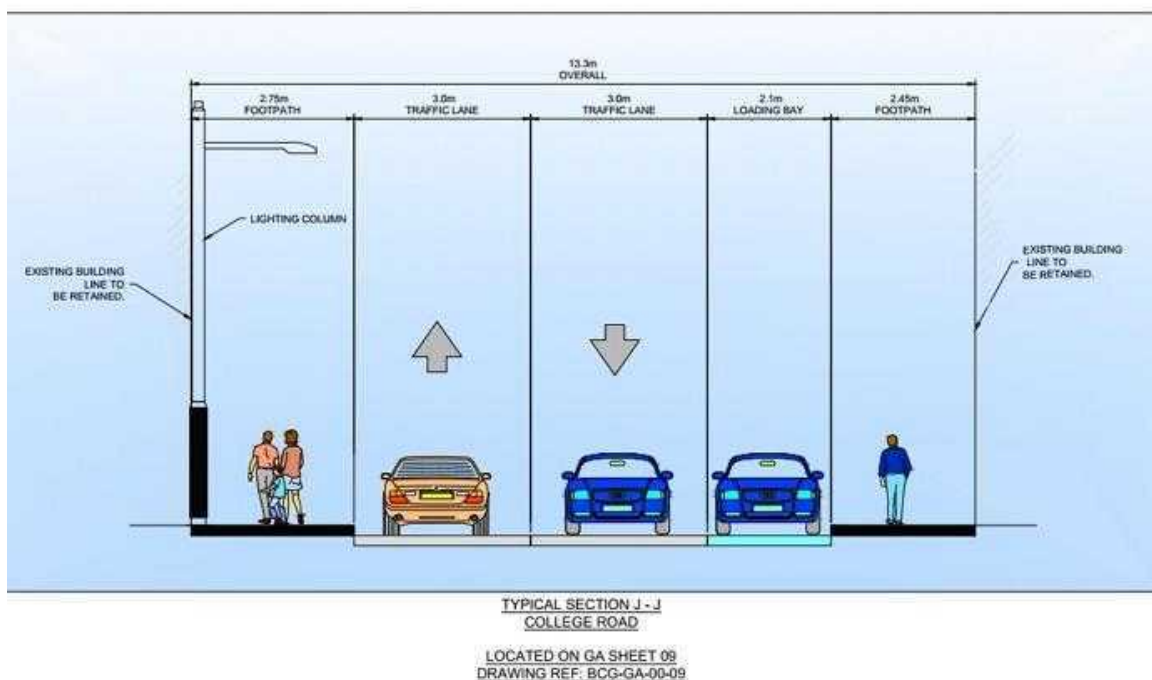 13.3m
OVERALL
2.75m
FOOTPATH
3.0m
TRAFFIC LANE
3.0m
TRAFFIC LANE
2.1m
LOADING BAY
2.45m
FOOTPATH
LIGHTING COLUMN
EXISTING BUILDING
LINE TO
BE RETAINED.
EXISTING BUILDING
LINE TO
BE RETAINED.
TYPICAL SECTION J - J
COLLEGE ROAD
LOCATED ON GA SHEET 09
DRAWING REF: BCG-GA-00-09